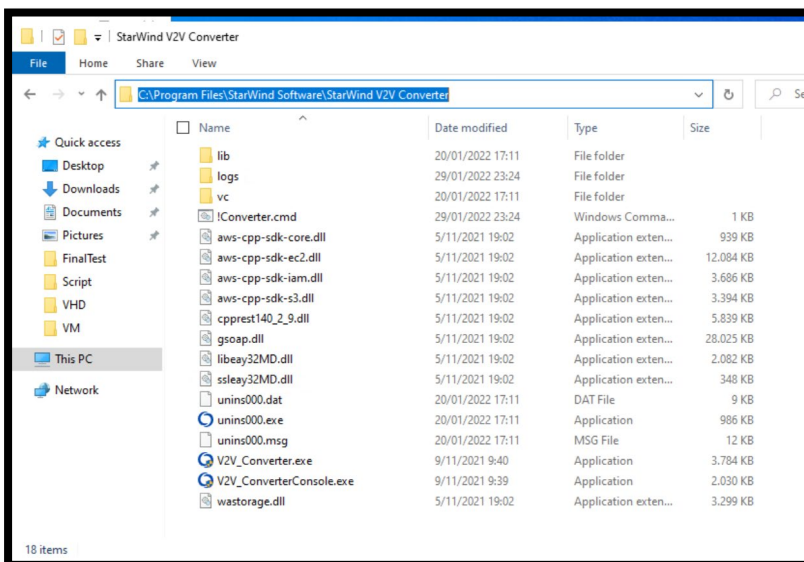 StarWind V2V Converter
File Home Share View
C:\Program Files\StarWind Software\StarWind V2V Converter
Se
Name Date modified Type Size
Quick access
Desktop
Downloads
Documents
Pictures
FinalTest
Script
VHD
VM
This PC
Network
lib 20/01/2022 17:11 File folder
logs 29/01/2022 23:24 File folder
vc 20/01/2022 17:11 File folder
!Converter.cmd 29/01/2022 23:24 Windows Comma... 1 KB
aws-cpp-sdk-core.dll 5/11/2021 19:02 Application exten... 939 KB
aws-cpp-sdk-ec2.dll 5/11/2021 19:02 Application exten... 12.084 KB
aws-cpp-sdk-iam.dll 5/11/2021 19:02 Application exten... 3.686 KB
aws-cpp-sdk-s3.dll 5/11/2021 19:02 Application exten... 3.394 KB
cpprest140_2_9.dll 5/11/2021 19:02 Application exten... 5.839 KB
gsoap.dll 5/11/2021 19:02 Application exten... 28.025 KB
libeay32MD.dll 5/11/2021 19:02 Application exten... 2.082 KB
ssleay32MD.dll 5/11/2021 19:02 Application exten... 348 KB
unins000.dat 20/01/2022 17:11 DAT File 9 KB
unins000.exe 20/01/2022 17:11 Application 986 KB
unins000.msg 20/01/2022 17:11 MSG File 12 KB
V2V_Converter.exe 9/11/2021 9:40 Application 3.784 KB
V2V_ConverterConsole.exe 9/11/2021 9:39 Application 2.030 KB
wastorage.dll 5/11/2021 19:02 Application exten... 3.299 KB
18 items